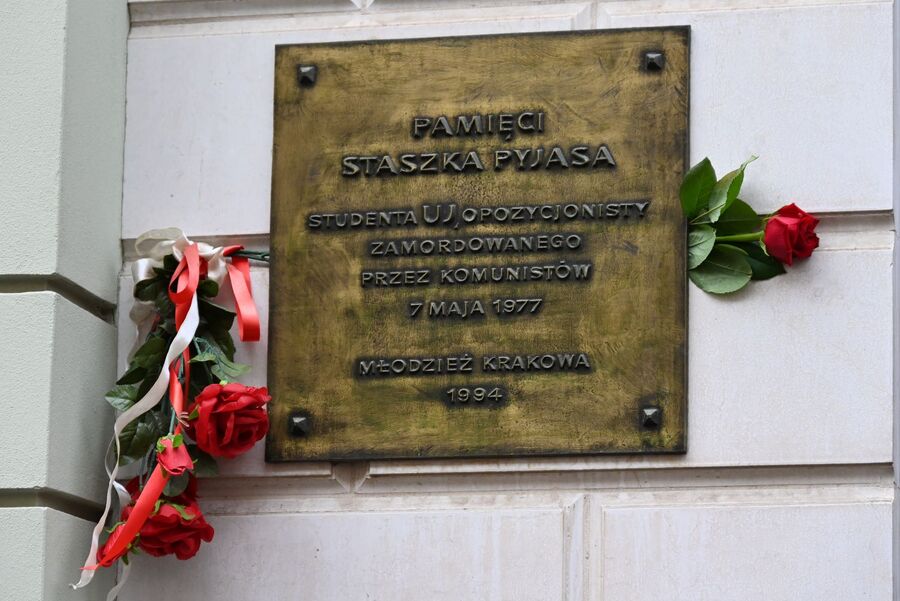 PAMIĘCI
STASZKA PYJASA
STUDENTA UJ, OPOZYCJONISTY
ZAMORDOWANEGO
PRZEZ KOMUNISTÓW
7 MAJA 1977
MŁODZIEŻ KRAKOWA
1994